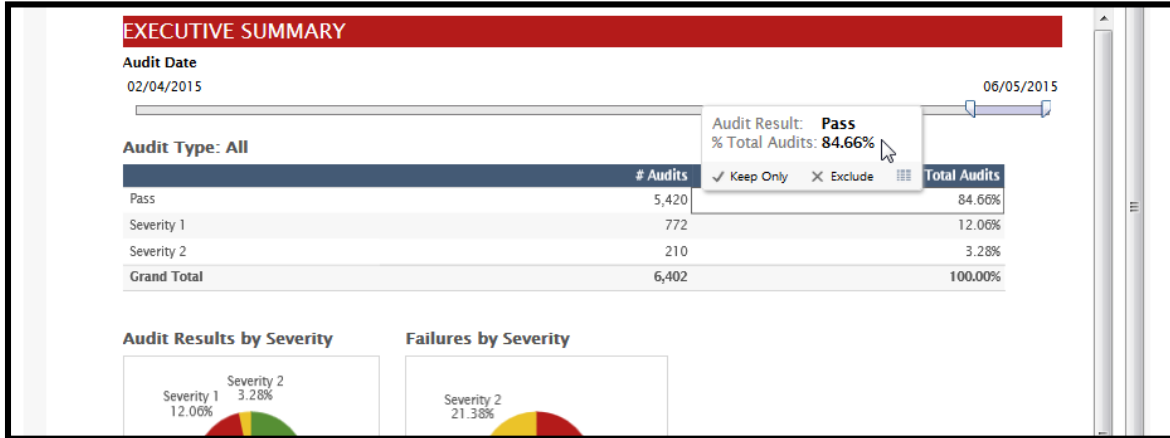 EXECUTIVE SUMMARY
Audit Date
02/04/2015 06/05/2015
Audit Result: Pass
% Total Audits: 84.66%
Keep Only Exclude
Audit Type: All
# Audits Total Audits
Pass 5,420 84.66%
Severity 1 772 12.06%
Severity 2 210 3.28%
Grand Total 6,402 100.00%
Audit Results by Severity Failures by Severity
Severity 2
3.28%
Severity 1
12.06%
Severity 2
21.38%